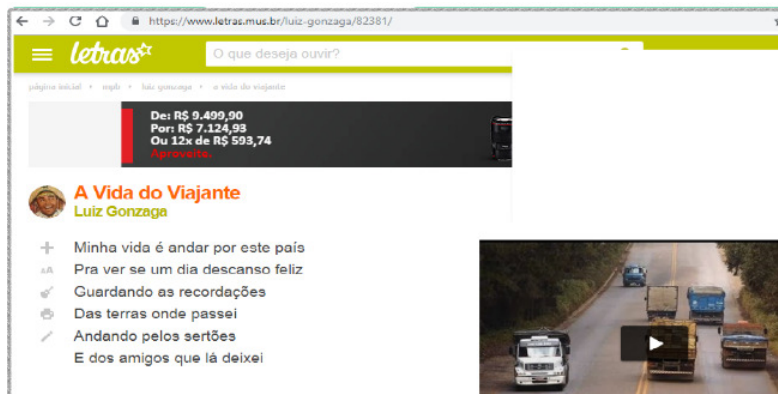 https://www.letras.mus.br/luiz-gonzaga/82381/
letras
O que deseja ouvir?
página inicial mpb luiz gonzaga a vida do viajante
De: R$ 9.499,90
Por: R$ 7.124,93
Ou 12x de R$ 593,74
Aproveite.
A Vida do Viajante
Luiz Gonzaga
Minha vida é andar por este país
AA Pra ver se um dia descanso feliz
Guardando as recordações
Das terras onde passei
Andando pelos sertões
E dos amigos que lá deixei